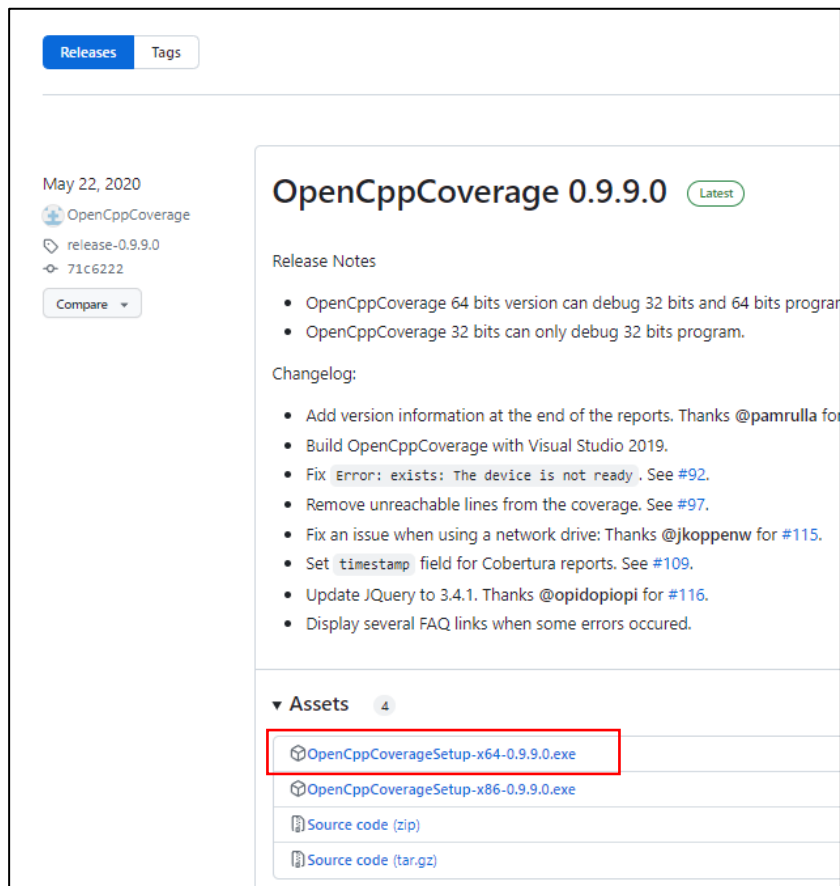 Releases Tags
May 22, 2020
OpenCppCoverage
release-0.9.9.0
71c6222
Compare
OpenCppCoverage 0.9.9.0 Latest
Release Notes
OpenCppCoverage 64 bits version can debug 32 bits and 64 bits
OpenCppCoverage 32 bits can only debug 32 bits program.
Changelog:
Add version information at the end of the reports. Thanks @pamrulla for
Build OpenCppCoverage with Visual Studio 2019.
Fix Error: exists: The device is not ready. See #92.
Remove unreachable lines from the coverage. See #97.
Fix an issue when using a network drive: Thanks @jkoppenw for #115.
Set timestamp field for Cobertura reports. See #109.
Update JQuery to 3.4.1. Thanks @opidopiopi for #116.
Display several FAQ links when some errors occured.
Assets 4
OpenCppCoverageSetup-x64-0.9.9.0.exe
OpenCppCoverageSetup-x86-0.9.9.0.exe
Source code (zip)
Source code (tar.gz)